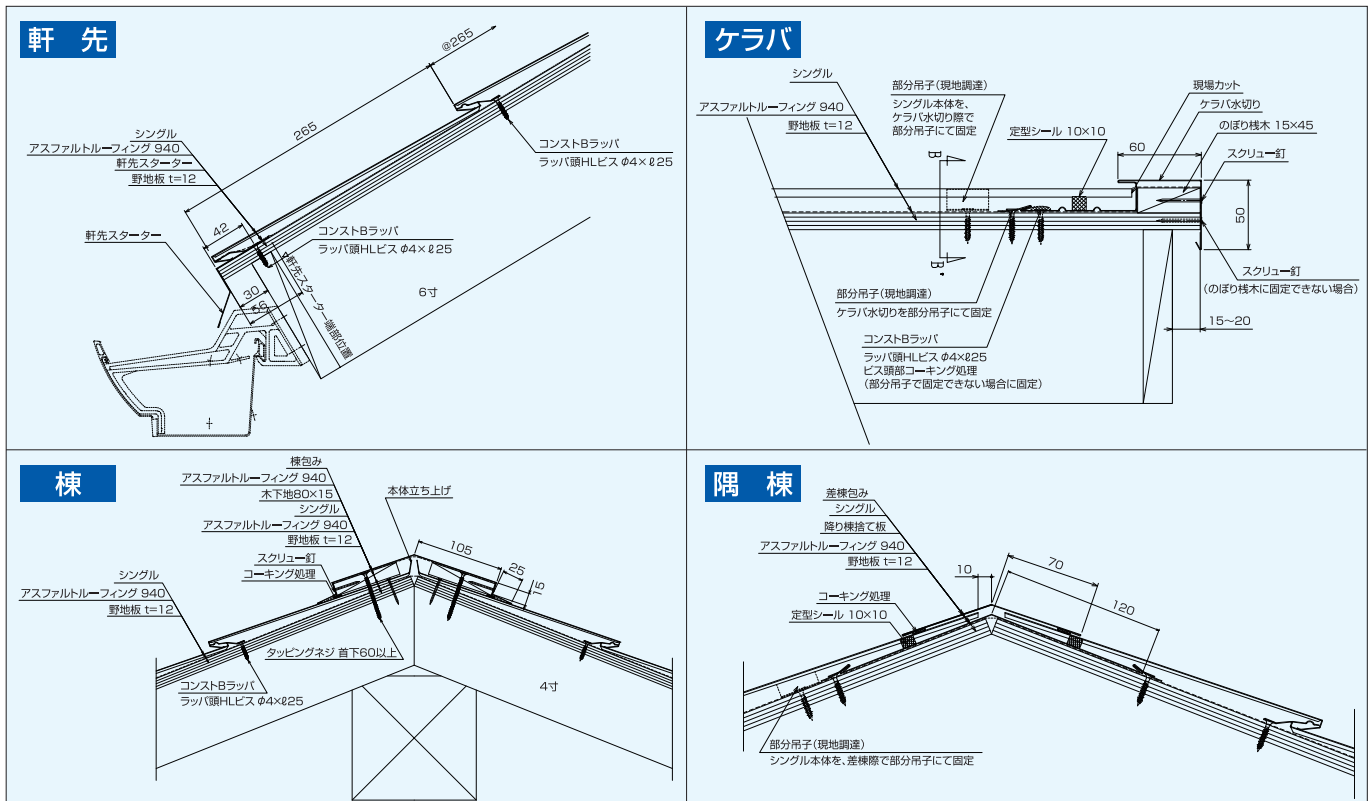 軒 先
@265
265
シングル
アスファルトルーフィング 940
軒先スターター
野地板 t=12
コンストBラッパ
ラッパ頭HLビス φ4×ℓ25
42
軒先スターター
コンストBラッパ
ラッパ頭HLビス φ4×ℓ25
30
56
軒先スターター端部位置
6寸
ケラバ
シングル
アスファルトルーフィング 940
野地板 t=12
部分吊子(現地調達)
シングル本体を、
ケラバ水切り際で
部分吊子にて固定
定型シール 10×10
現場カット
ケラバ水切り
のぼり桟木 15×45
スクリュー釘
60
50
B
B'
部分吊子(現地調達)
ケラバ水切りを部分吊子にて固定
スクリュー釘
(のぼり桟木に固定できない場合)
15~20
コンストBラッパ
ラッパ頭HLビス φ4×ℓ25
ビス頭部コーキング処理
(部分吊子で固定できない場合に固定)
棟
棟包み
アスファルトルーフィング 940
木下地80×15
シングル
アスファルトルーフィング 940
野地板 t=12
スクリュー釘
コーキング処理
本体立ち上げ
105
25
15
シングル
アスファルトルーフィング 940
野地板 t=12
タッピングネジ 首下60以上
コンストBラッパ
ラッパ頭HLビス φ4×ℓ25
4寸
隅 棟
差棟包み
シングル
降り棟捨て板
アスファルトルーフィング 940
野地板 t=12
10
70
120
コーキング処理
定型シール 10×10
部分吊子(現地調達)
シングル本体を、差棟際で部分吊子にて固定